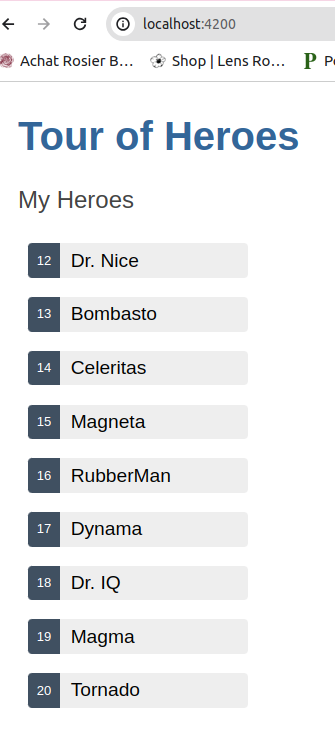 localhost:4200
Achat Rosier B... Shop | Lens Ro...
Tour of Heroes
My Heroes
12 Dr. Nice
13 Bombasto
14 Celeritas
15 Magneta
16 RubberMan
17 Dynama
18 Dr. IQ
19 Magma
20 Tornado